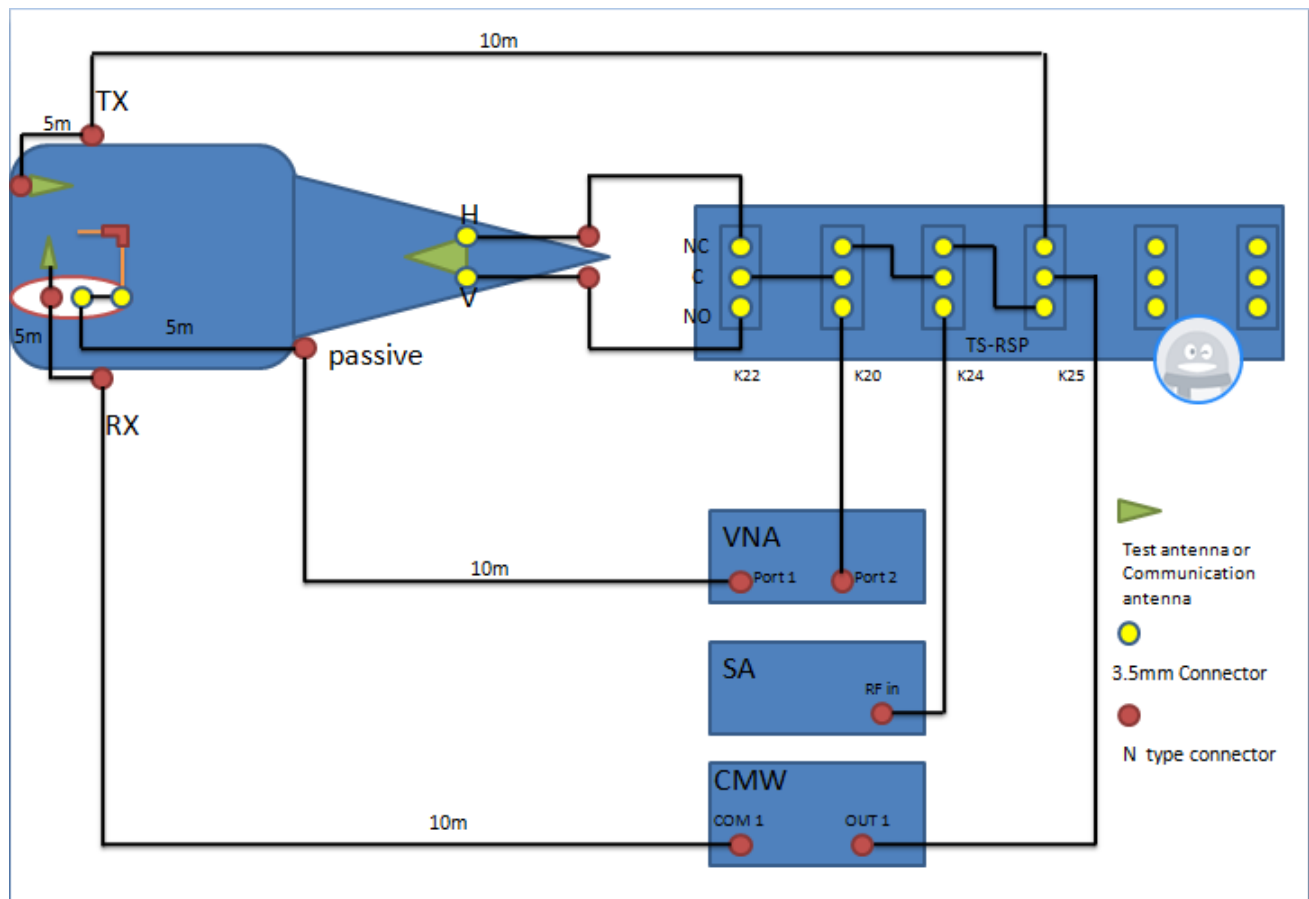 10m
TX
5m
H
V
NC
C
NO
5m
5m
passive
RX
TS-RSP
K22
K20
K24
K25
VNA
Port 1
Port 2
10m
SA
RF in
CMW
COM 1
OUT 1
10m
Test antenna or
Communication
antenna
3.5mm Connector
N type connector